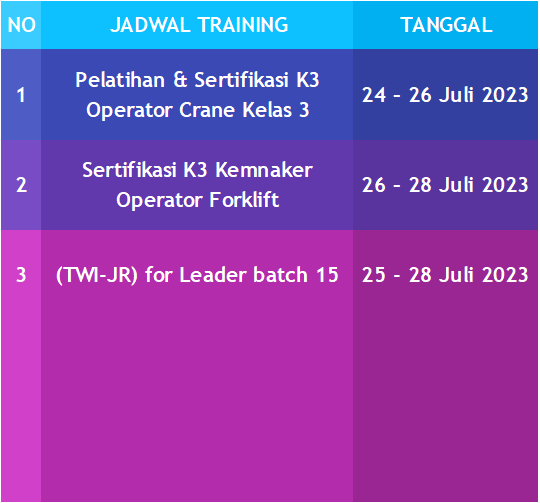 NO JADWAL TRAINING TANGGAL
1 Pelatihan & Sertifikasi K3
Operator Crane Kelas 3 24 – 26 Juli 2023
2 Sertifikasi K3 Kemnaker
Operator Forklift 26 – 28 Juli 2023
3 (TWI-JR) for Leader batch 15 25 - 28 Juli 2023